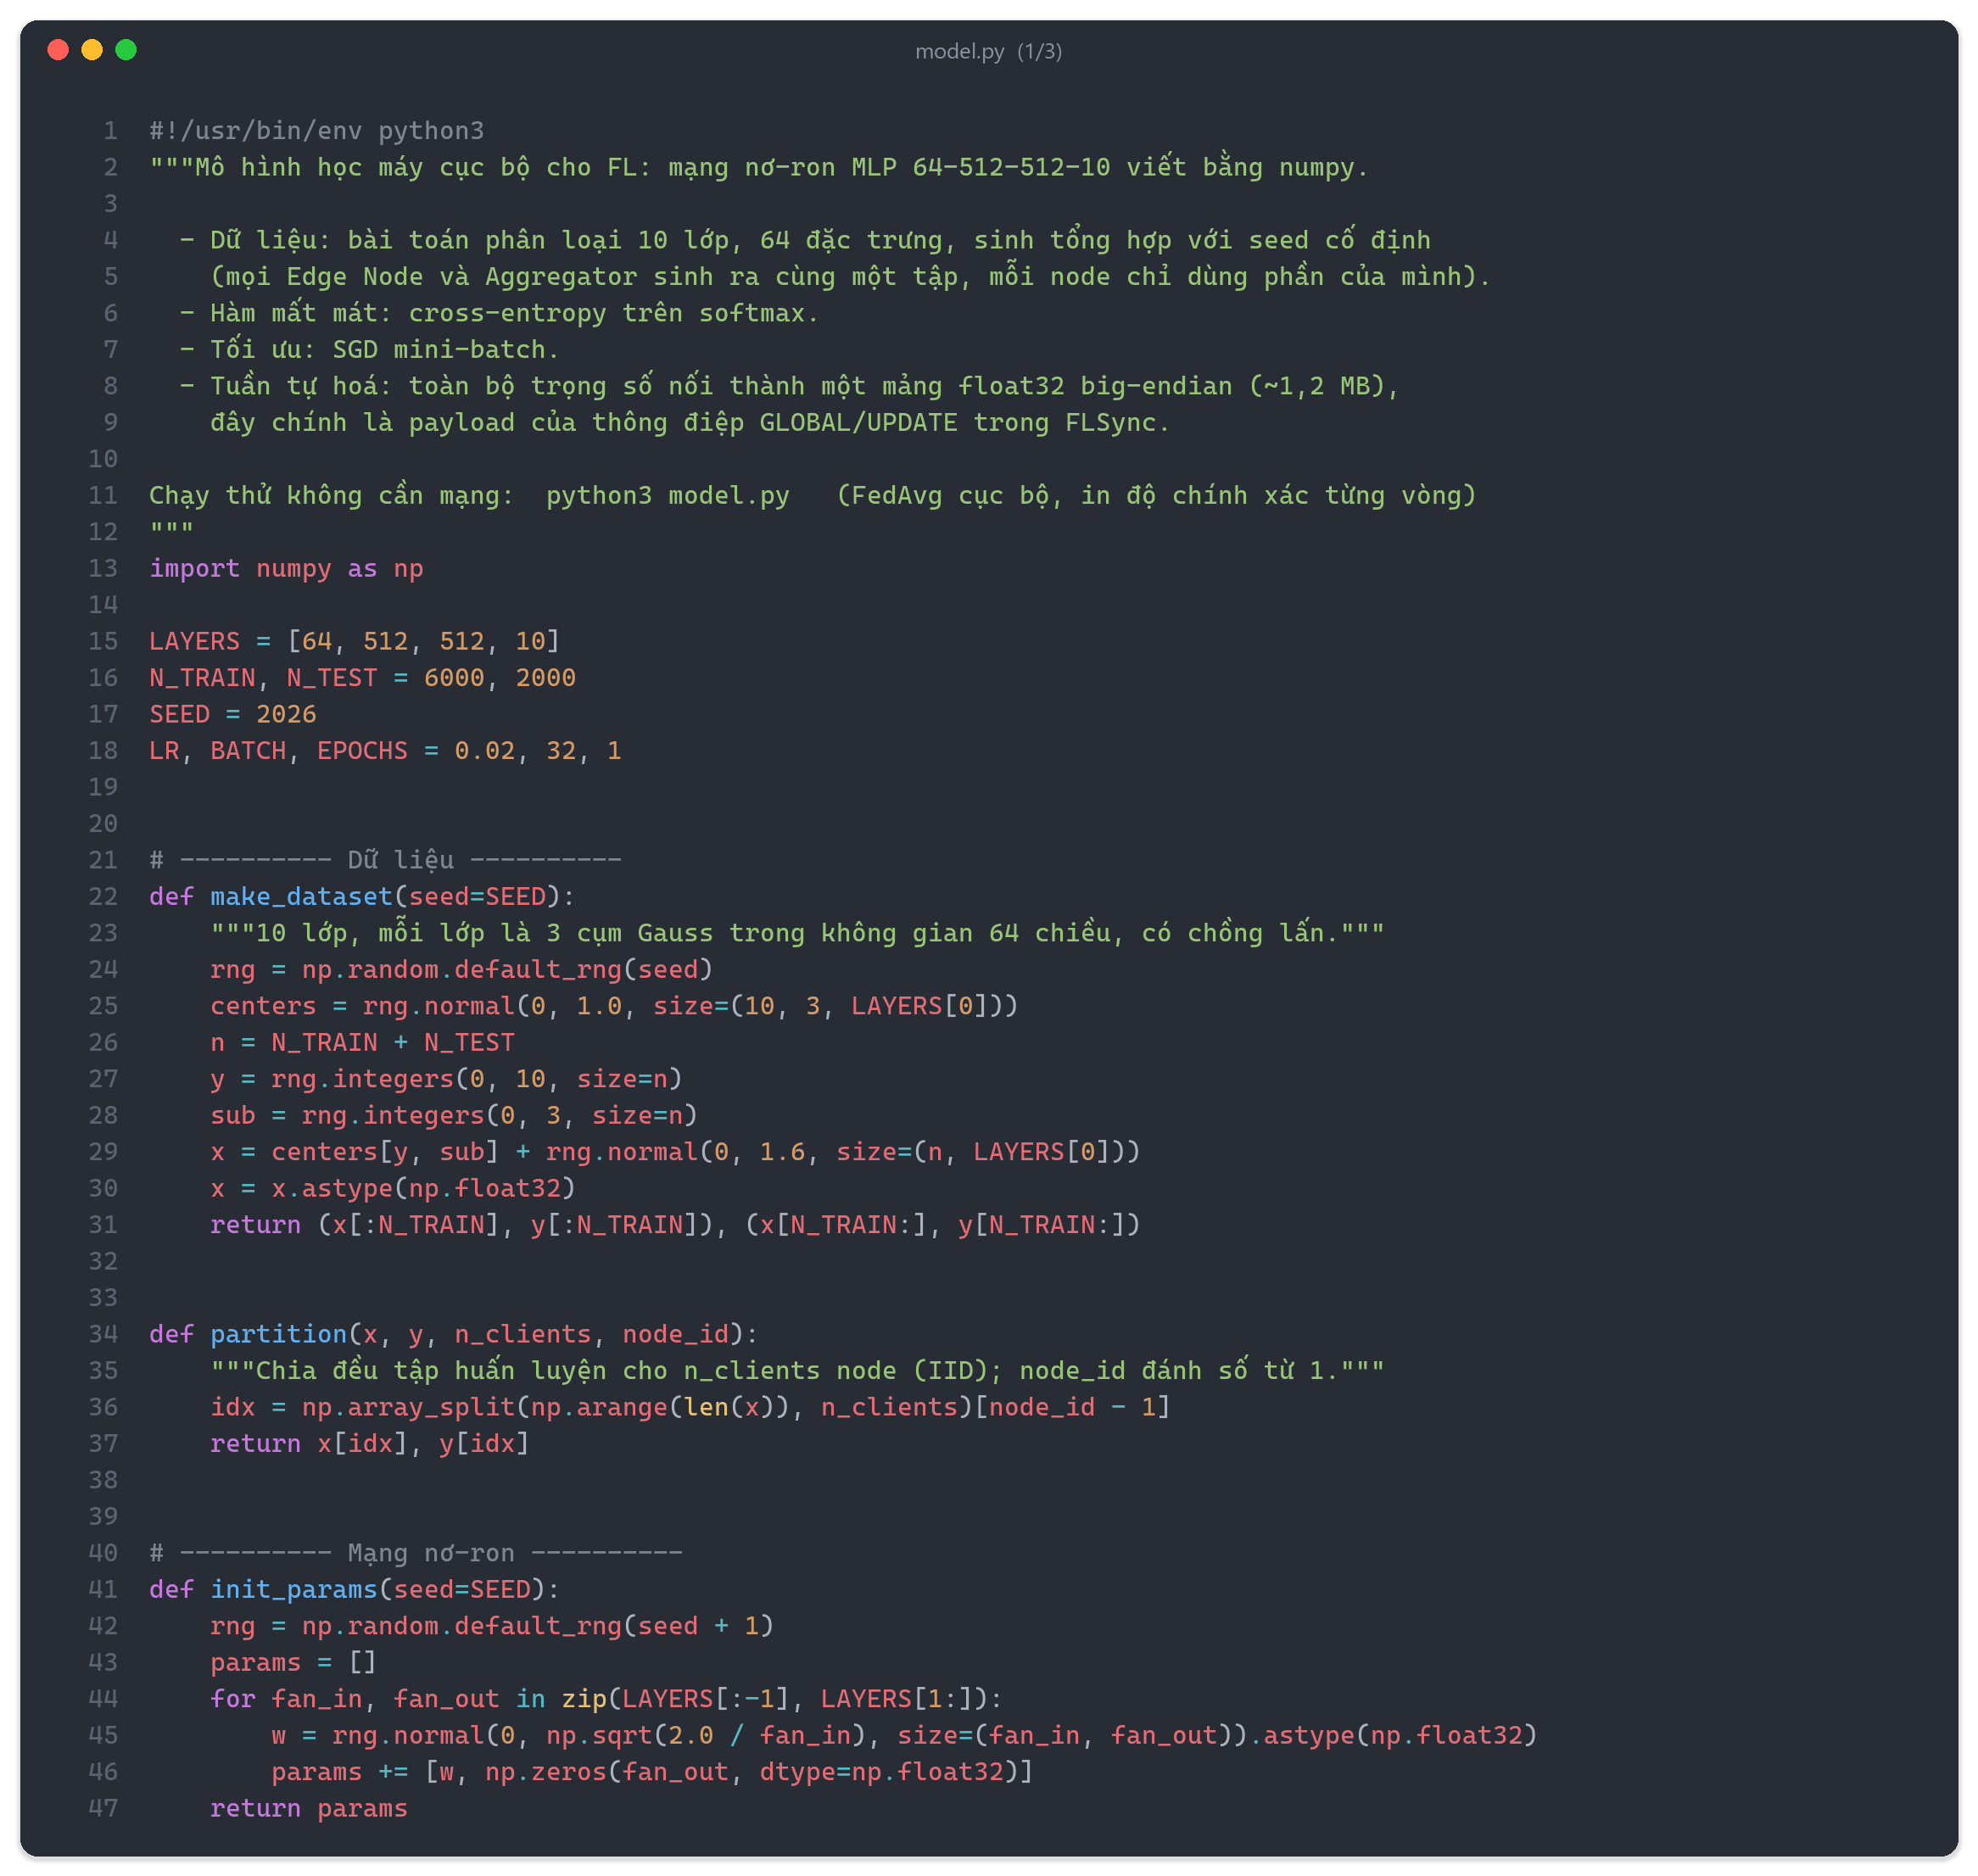 model.py (1/3)
1 #!/usr/bin/env python3
2 """Mô hình học máy cục bộ cho FL: mạng nơ-ron MLP 64-512-512-10 viết bằng numpy.
3
4   - Dữ liệu: bài toán phân loại 10 lớp, 64 đặc trưng, sinh tổng hợp với seed cố định
5     (mọi Edge Node và Aggregator sinh ra cùng một tập, mỗi node chỉ dùng phần của mình).
6   - Hàm mất mát: cross-entropy trên softmax.
7   - Tối ưu: SGD mini-batch.
8   - Tuần tự hoá: toàn bộ trọng số nối thành một mảng float32 big-endian (~1,2 MB),
9     đây chính là payload của thông điệp GLOBAL/UPDATE trong FLSync.
10
11 Chạy thử không cần mạng:  python3 model.py   (FedAvg cục bộ, in độ chính xác từng vòng)
12 """
13 import numpy as np
14
15 LAYERS = [64, 512, 512, 10]
16 N_TRAIN, N_TEST = 6000, 2000
17 SEED = 2026
18 LR, BATCH, EPOCHS = 0.02, 32, 1
19
20
21 # ---------- Dữ liệu ----------
22 def make_dataset(seed=SEED):
23     """10 lớp, mỗi lớp là 3 cụm Gauss trong không gian 64 chiều, có chồng lấn."""
24     rng = np.random.default_rng(seed)
25     centers = rng.normal(0, 1.0, size=(10, 3, LAYERS[0]))
26     n = N_TRAIN + N_TEST
27     y = rng.integers(0, 10, size=n)
28     sub = rng.integers(0, 3, size=n)
29     x = centers[y, sub] + rng.normal(0, 1.6, size=(n, LAYERS[0]))
30     x = x.astype(np.float32)
31     return (x[:N_TRAIN], y[:N_TRAIN]), (x[N_TRAIN:], y[N_TRAIN:])
32
33
34 def partition(x, y, n_clients, node_id):
35     """Chia đều tập huấn luyện cho n_clients node (IID); node_id đánh số từ 1."""
36     idx = np.array_split(np.arange(len(x)), n_clients)[node_id - 1]
37     return x[idx], y[idx]
38
39
40 # ---------- Mạng nơ-ron ----------
41 def init_params(seed=SEED):
42     rng = np.random.default_rng(seed + 1)
43     params = []
44     for fan_in, fan_out in zip(LAYERS[:-1], LAYERS[1:]):
45         w = rng.normal(0, np.sqrt(2.0 / fan_in), size=(fan_in, fan_out)).astype(np.float32)
46         params += [w, np.zeros(fan_out, dtype=np.float32)]
47     return params